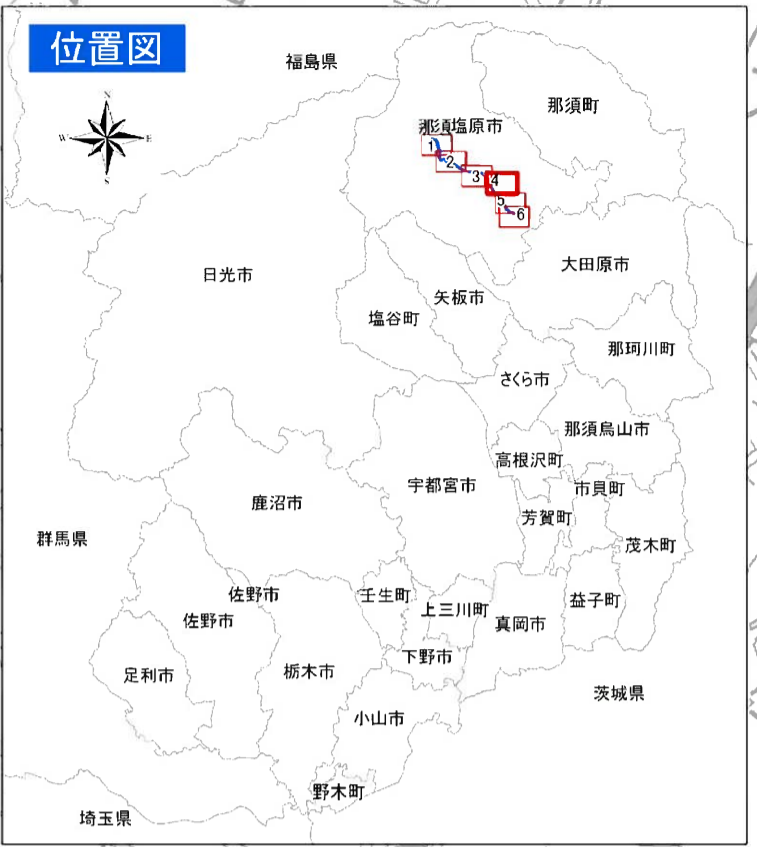 位置図
福島県
那須町
N
W E
S
那須塩原市
1
2
3
4
5
6
大田原市
日光市
矢板市
塩谷町
那珂川町
さくら市
那須烏山市
高根沢町
宇都宮市
市貝町
鹿沼市
芳賀町
群馬県
茂木町
佐野市
壬生町
益子町
上三川町
佐野市
真岡市
下野市
足利市
栃木市
茨城県
小山市
野木町
埼玉県